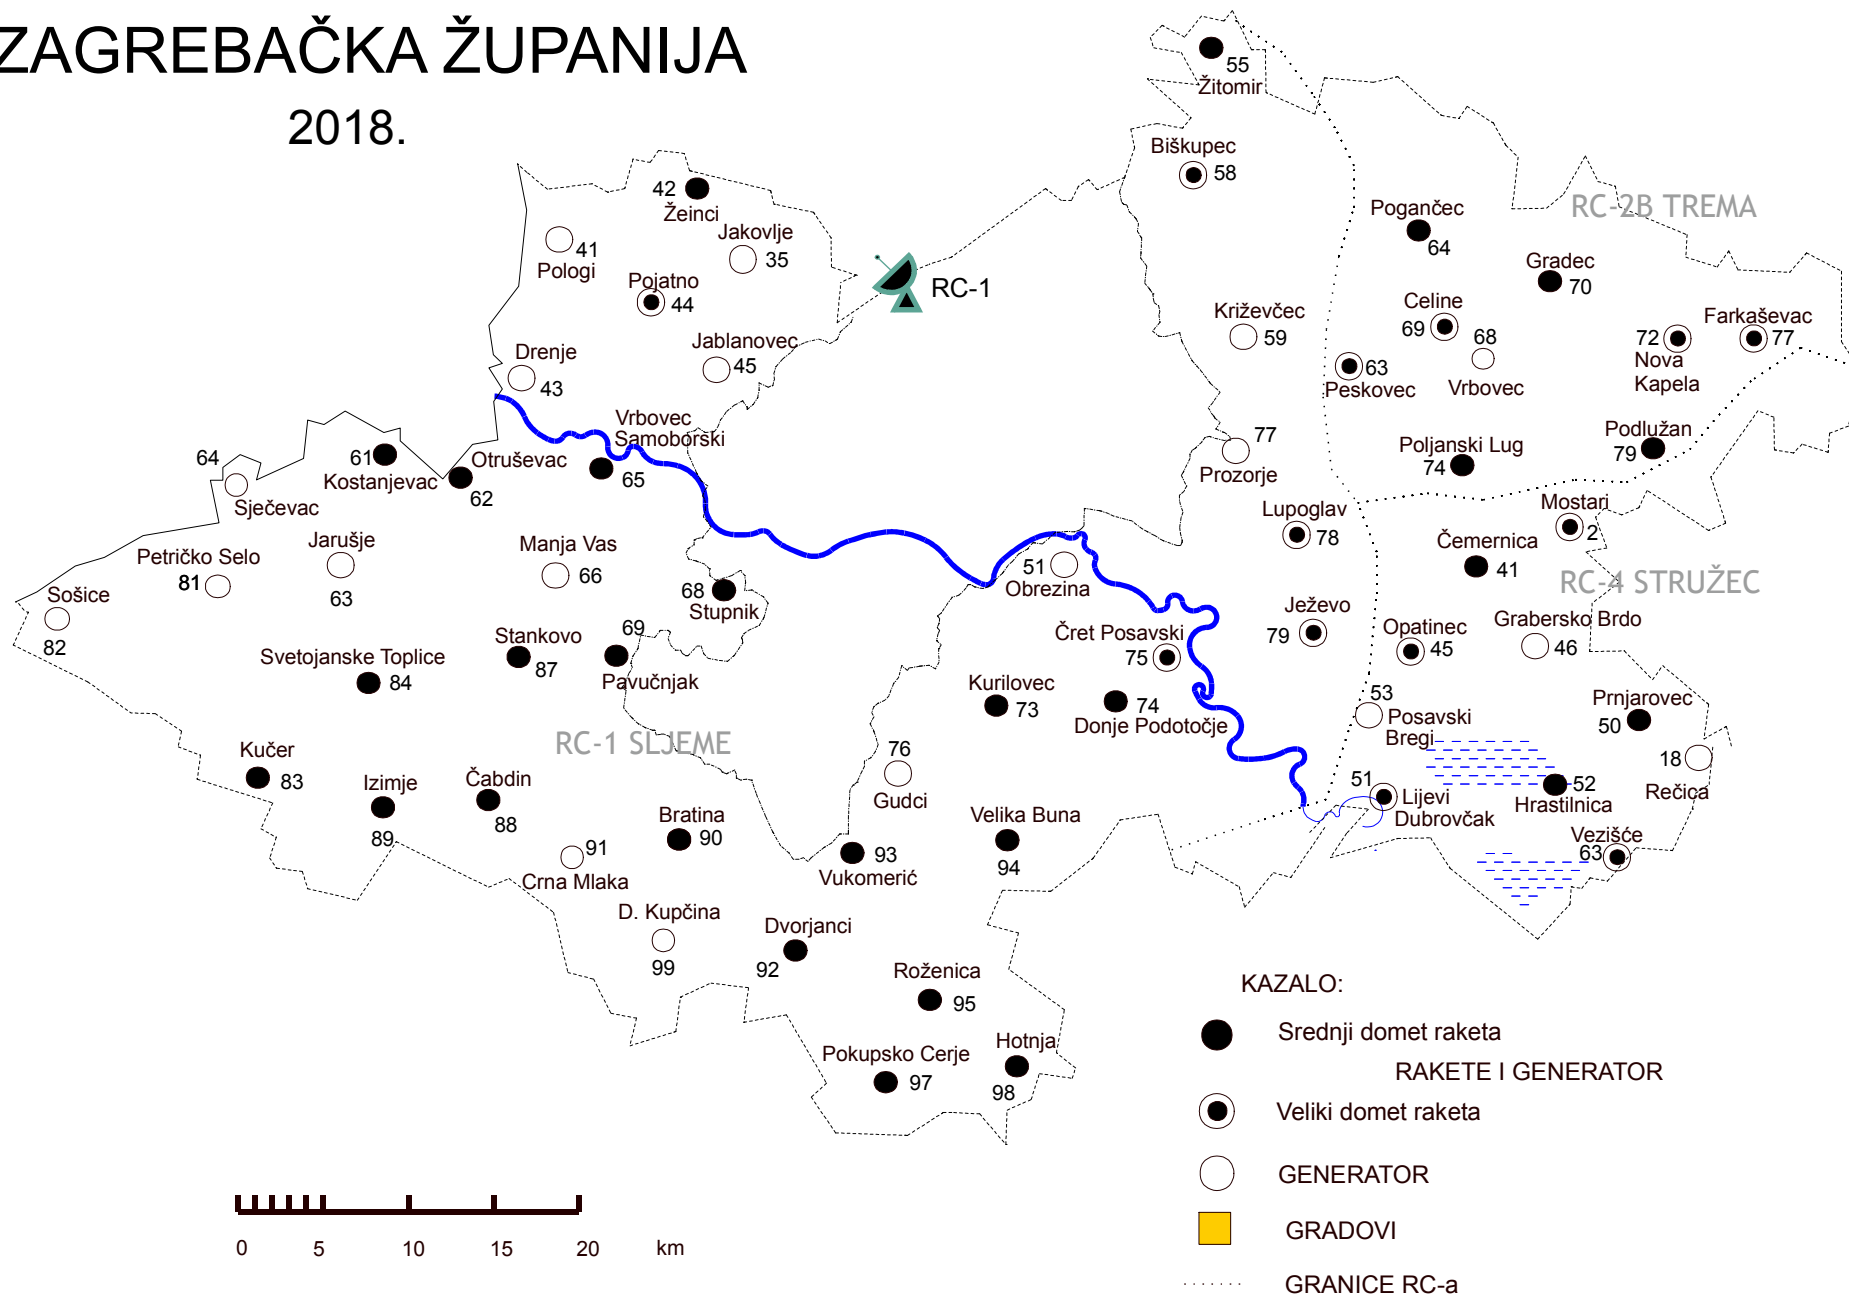 ZAGREBAČKA ŽUPANIJA
2018.
55
Žitomir
Biškupec
58
42
Žeinci
Jakovlje
35
41
Pologi
Pojatno
44
RC-1
Jablanovec
45
Drenje
43
Križevčec
59
RC-2B TREMA
Pogančec
64
Gradec
70
Celine
69
68
Vrbovec
63
Peskovec
72
Nova
Kapela
Farkaševac
77
Podlužan
79
Poljanski Lug
74
77
Prozorje
Vrbovec
Samoborski
65
Otruševac
62
61
Kostanjevac
64
Sječevac
Jarušje
63
Petričko Selo
81
Sošice
82
Manja Vas
66
68
Stupnik
69
Pavučnjak
Stankovo
87
Svetojanske Toplice
84
RC-1 SLJEME
Lupoglav
78
Mostari
2
Čemernica
41
RC-4 STRUŽEC
51
Obrezina
Čret Posavski
75
Ježevo
79
Opatinec
45
Grabersko Brdo
46
Kurilovec
73
74
Donje Podotočje
53
Posavski
Bregi
Prnjarovec
50
18
Rečica
76
Gudci
51
Lijevi
Dubrovčak
52
Hrastilnica
Vezišće
63
Kučer
83
Izimje
89
Čabdin
88
Bratina
90
91
Crna Mlaka
93
Vukomerić
Velika Buna
94
D. Kupčina
99
Dvorjanci
92
Roženica
95
Pokupsko Cerje
97
Hotnja
98
KAZALO:
Srednji domet raketa
RAKETE I GENERATOR
Veliki domet raketa
GENERATOR
GRADOVI
GRANICE RC-a
0 5 10 15 20 km